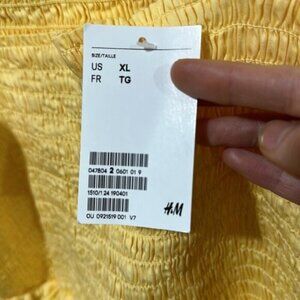 SIZE/TAILLE
US XL
FR TG
047804 2 0601 01 9
1510/1 24 190401
H&M
OU 0921519 001 V7